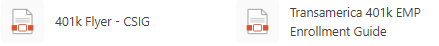 401k Flyer - CSIG
Transamerica 401k EMP
Enrollment Guide